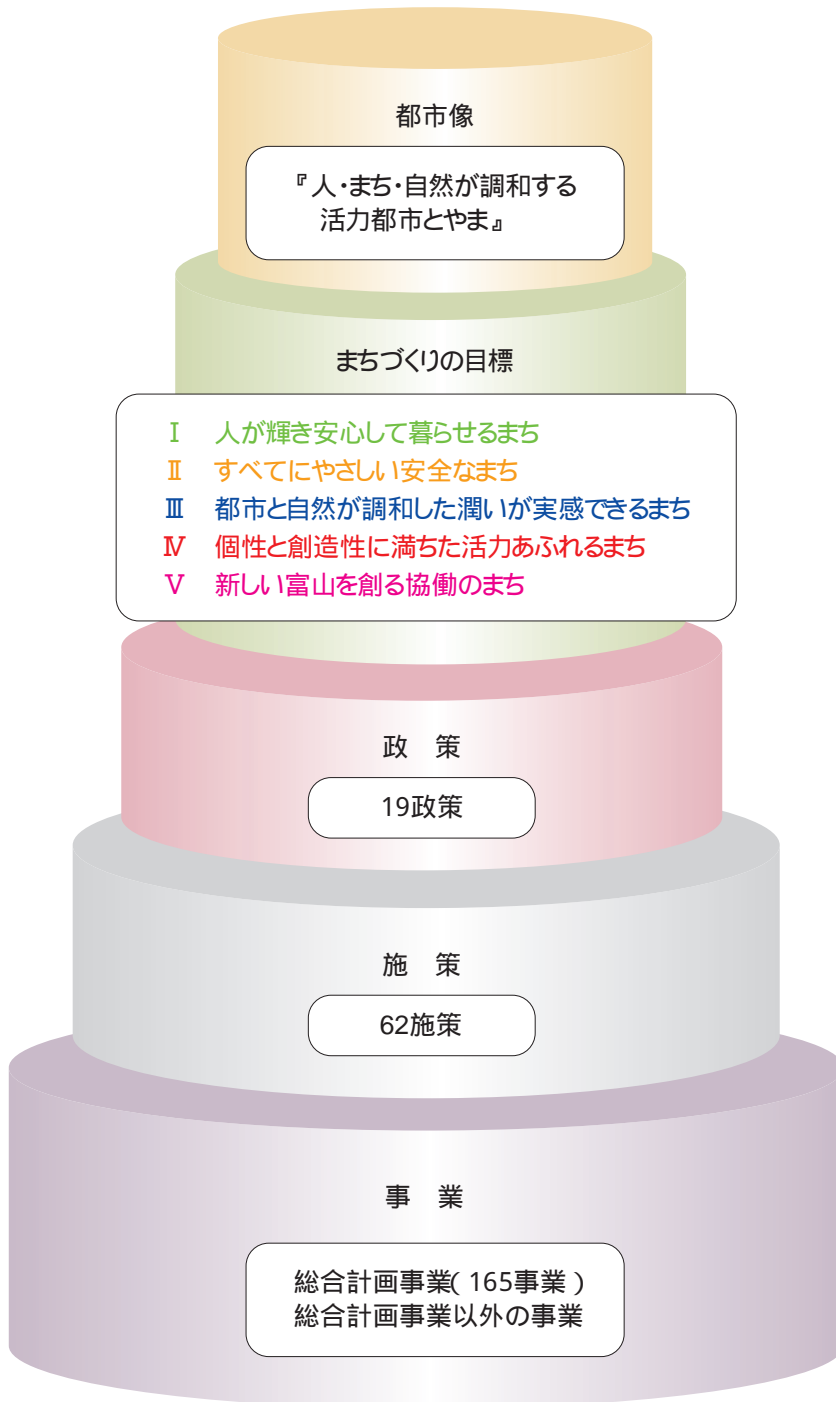 都市像
『人・まち・自然が調和する
活力都市とやま』
まちづくりの目標
Ⅰ 人が輝き安心して暮らせるまち
Ⅱ すべてにやさしい安全なまち
Ⅲ 都市と自然が調和した潤いが実感できるまち
Ⅳ 個性と創造性に満ちた活力あふれるまち
Ⅴ 新しい富山を創る協働のまち
政　策
19政策
施　策
62施策
事　業
総合計画事業(165事業)
総合計画事業以外の事業